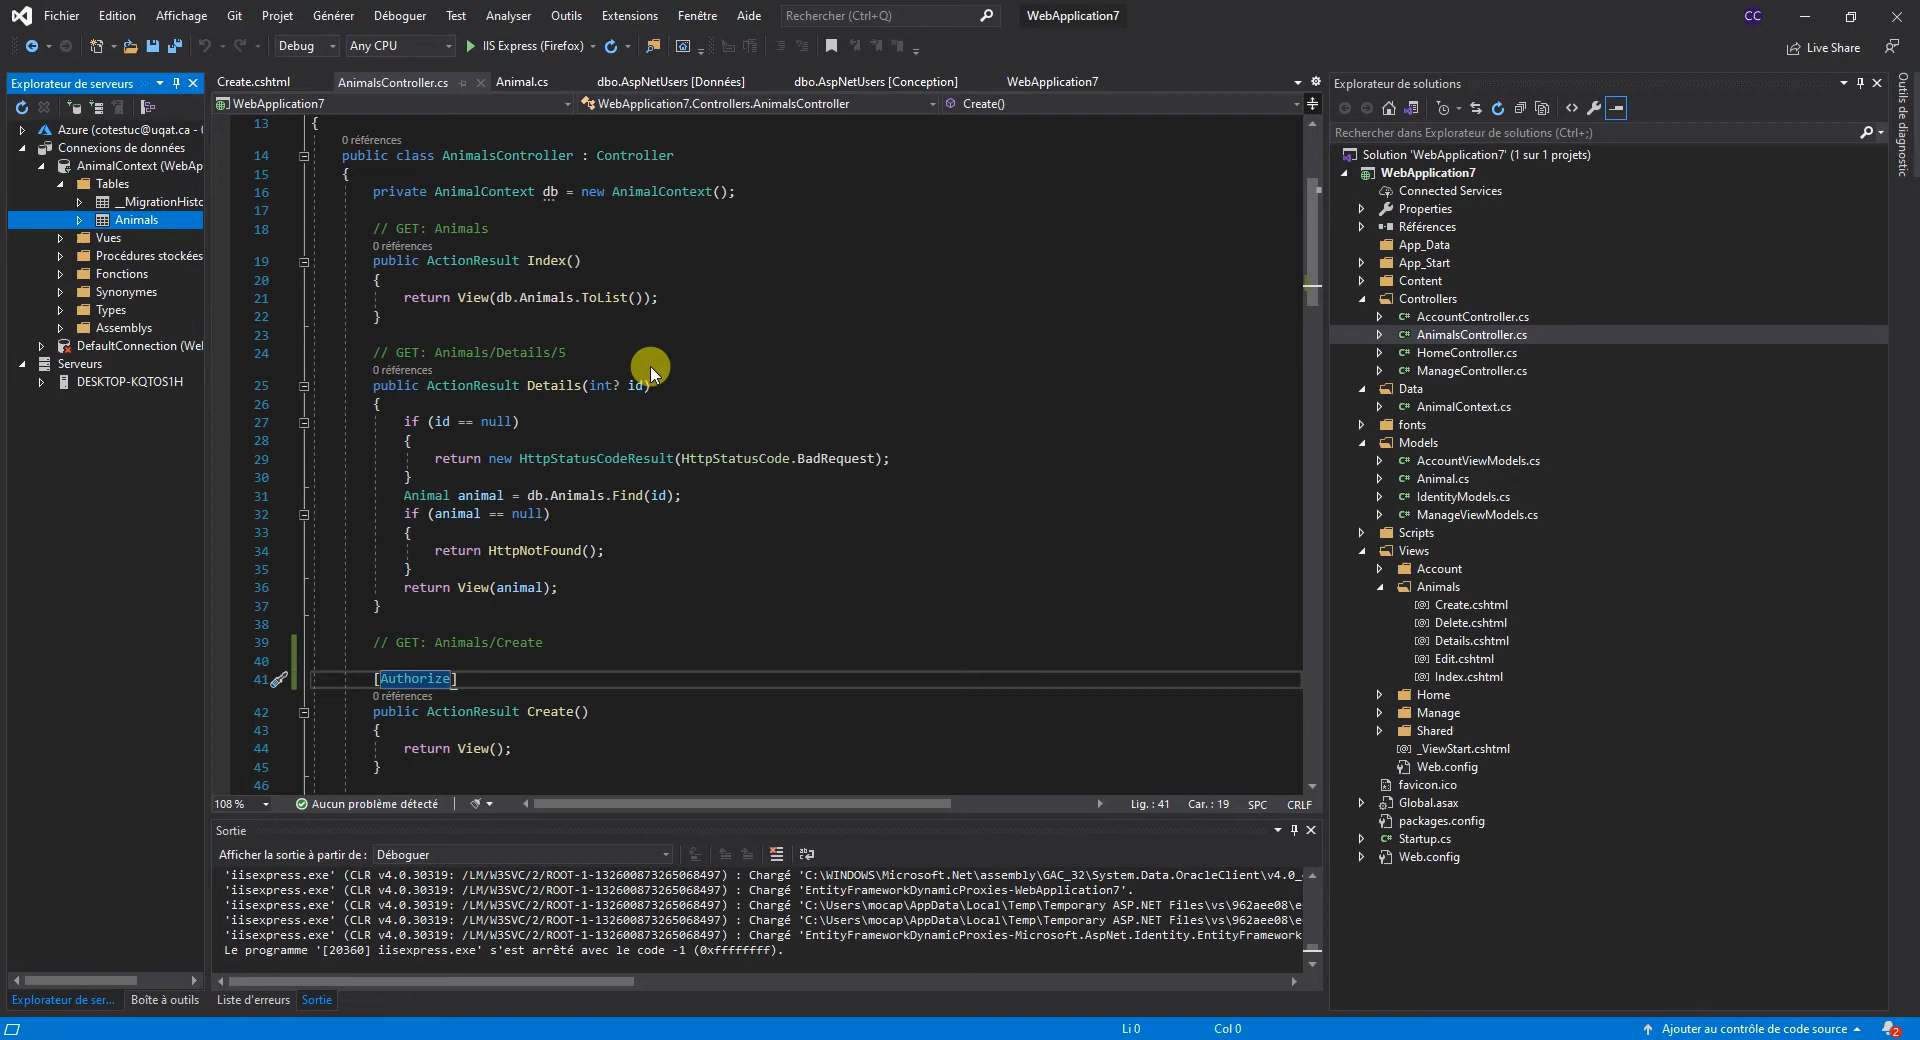 Fichier Edition Affichage Git Projet Générer Déboguer Test Analyser Outils Extensions Fenêtre Aide Rechercher (Ctrl+Q) WebApplication7 CC
Debug Any CPU IIS Express (Firefox) Live Share
Explorateur de serveurs
Azure (cotestuc@uqat.ca -
Connexions de données
AnimalContext (WebAp
Tables
__MigrationHisto
Animals
Vues
Procédures stockées
Fonctions
Synonymes
Types
Assemblys
DefaultConnection (Wel
Serveurs
DESKTOP-KQTOS1H
Explorateur de ser... Boîte à outils
Create.cshtml AnimalsController.cs Animal.cs dbo.AspNetUsers [Données] dbo.AspNetUsers [Conception] WebApplication7
WebApplication7 WebApplication7.Controllers.AnimalsController Create()
13 {
0 références
14 public class AnimalsController : Controller
15 {
16 private AnimalContext db = new AnimalContext();
17
18 // GET: Animals
0 références
19 public ActionResult Index()
20 {
21 return View(db.Animals.ToList());
22 }
23
24 // GET: Animals/Details/5
0 références
25 public ActionResult Details(int? id)
26 {
27 if (id == null)
28 {
29 return new HttpStatusCodeResult(HttpStatusCode.BadRequest);
30 }
31 Animal animal = db.Animals.Find(id);
32 if (animal == null)
33 {
34 return HttpNotFound();
35 }
36 return View(animal);
37 }
38
39 // GET: Animals/Create
40
41 [Authorize]
0 références
42 public ActionResult Create()
43 {
44 return View();
45 }
46
108 % Aucun problème détecté Lig. : 41 Car. : 19 SPC CRLF
Sortie
Afficher la sortie à partir de : Déboguer
'iisexpress.exe' (CLR v4.0.30319: /LM/W3SVC/2/ROOT-1-132600873265068497) : Chargé 'C:\WINDOWS\Microsoft.Net\assembly\GAC_32\System.Data.OracleClient\v4.0_
'iisexpress.exe' (CLR v4.0.30319: /LM/W3SVC/2/ROOT-1-132600873265068497) : Chargé 'EntityFrameworkDynamicProxies-WebApplication7'.
'iisexpress.exe' (CLR v4.0.30319: /LM/W3SVC/2/ROOT-1-132600873265068497) : Chargé 'C:\Users\mocap\AppData\Local\Temp\Temporary ASP.NET Files\vs\962aee08\e
'iisexpress.exe' (CLR v4.0.30319: /LM/W3SVC/2/ROOT-1-132600873265068497) : Chargé 'C:\Users\mocap\AppData\Local\Temp\Temporary ASP.NET Files\vs\962aee08\e
'iisexpress.exe' (CLR v4.0.30319: /LM/W3SVC/2/ROOT-1-132600873265068497) : Chargé 'EntityFrameworkDynamicProxies-Microsoft.AspNet.Identity.EntityFramework
Le programme '[20360] iisexpress.exe' s'est arrêté avec le code -1 (0xffffffff).
Liste d'erreurs Sortie
Explorateur de solutions
Rechercher dans Explorateur de solutions (Ctrl+;)
Solution 'WebApplication7' (1 sur 1 projets)
WebApplication7
Connected Services
Properties
Références
App_Data
App_Start
Content
Controllers
AccountController.cs
AnimalsController.cs
HomeController.cs
ManageController.cs
Data
AnimalContext.cs
fonts
Models
AccountViewModels.cs
Animal.cs
IdentityModels.cs
ManageViewModels.cs
Scripts
Views
Account
Animals
Create.cshtml
Delete.cshtml
Details.cshtml
Edit.cshtml
Index.cshtml
Home
Manage
Shared
_ViewStart.cshtml
Web.config
favicon.ico
Global.asax
packages.config
Startup.cs
Web.config
Outils de diagnostic
Li 0 Col 0 Ajouter au contrôle de code source 2